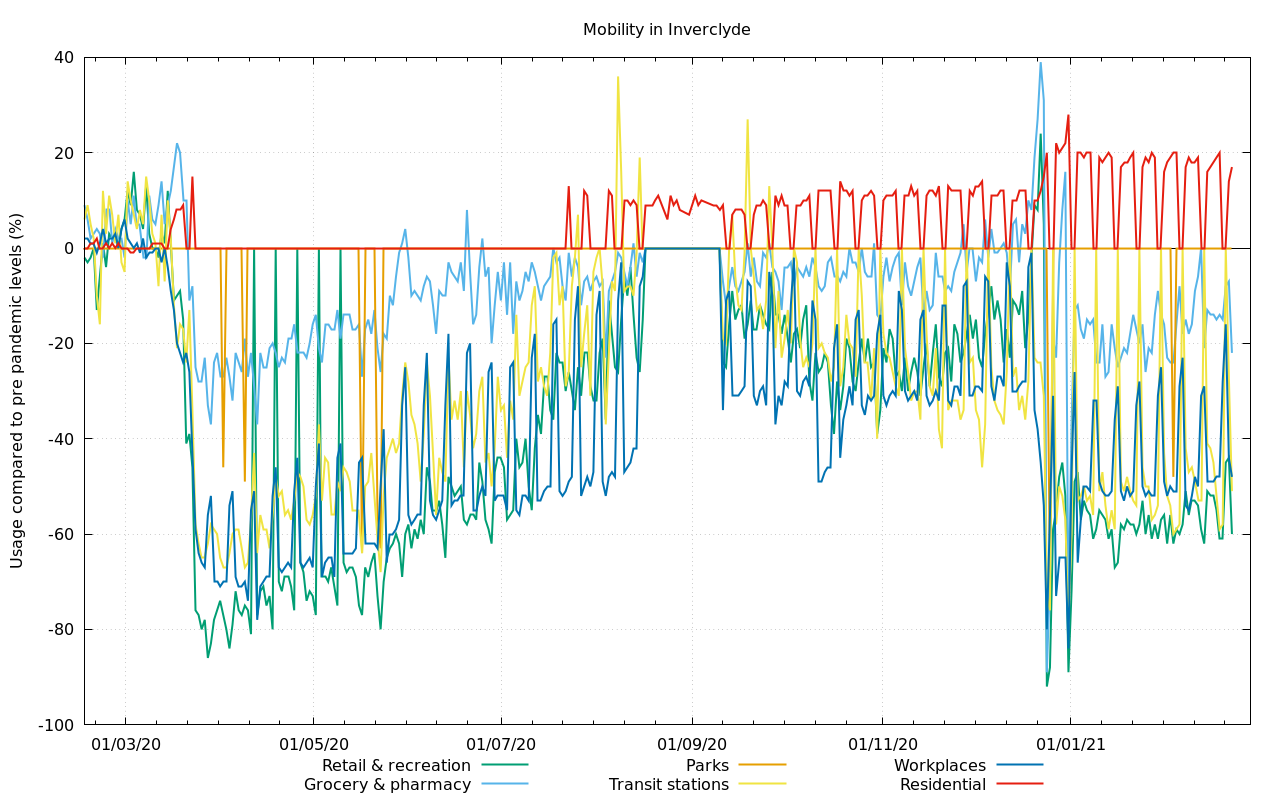 Mobility in Inverclyde
Usage compared to pre pandemic levels (%)
40
20
0
-20
-40
-60
-80
-100
01/03/20 01/05/20 01/07/20 01/09/20 01/11/20 01/01/21
Retail & recreation Parks Workplaces
Grocery & pharmacy Transit stations Residential